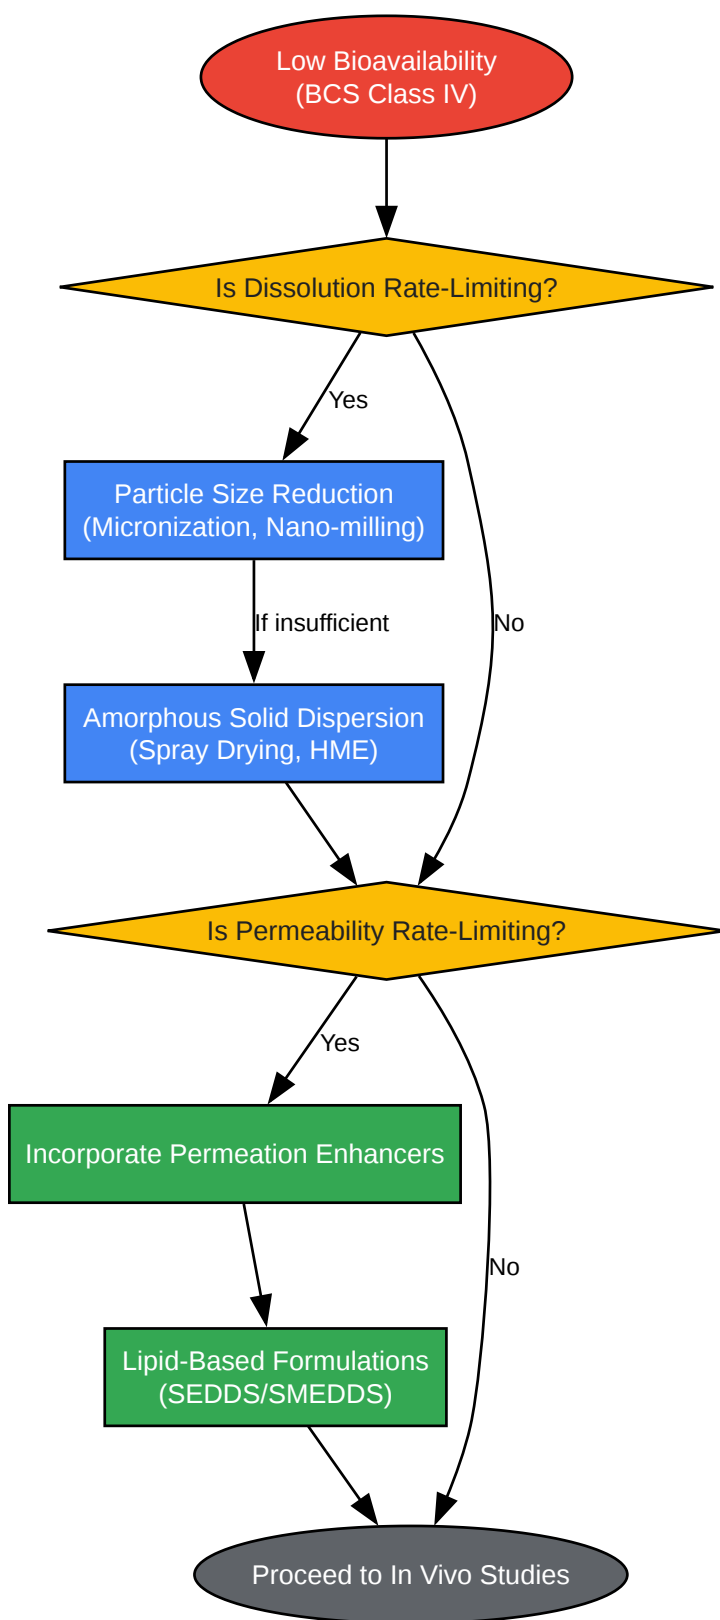 Low Bioavailability
(BCS Class IV)
Is Dissolution Rate-Limiting?
Yes
Particle Size Reduction
(Micronization, Nano-milling)
If insufficient
No
Amorphous Solid Dispersion
(Spray Drying, HME)
Is Permeability Rate-Limiting?
Yes
Incorporate Permeation Enhancers
No
Lipid-Based Formulations
(SEDDS/SMEDDS)
Proceed to In Vivo Studies